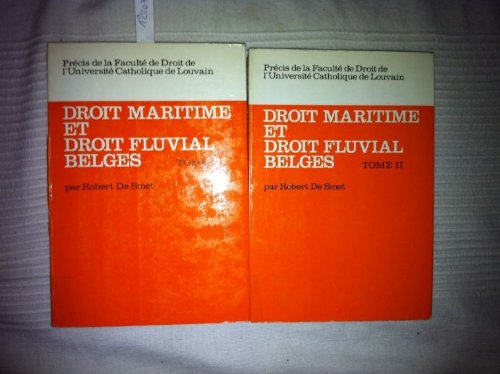 Précis de la Faculté de Droit de
l'Université Catholique de Louvain
DROIT MARITIME
ET
DROIT FLUVIAL
BELGES
par Robert De Smet
Précis de la Faculté de Droit de
l'Université Catholique de Louvain
DROIT MARITIME
ET
DROIT FLUVIAL
BELGES TOME II
par Robert De Smet